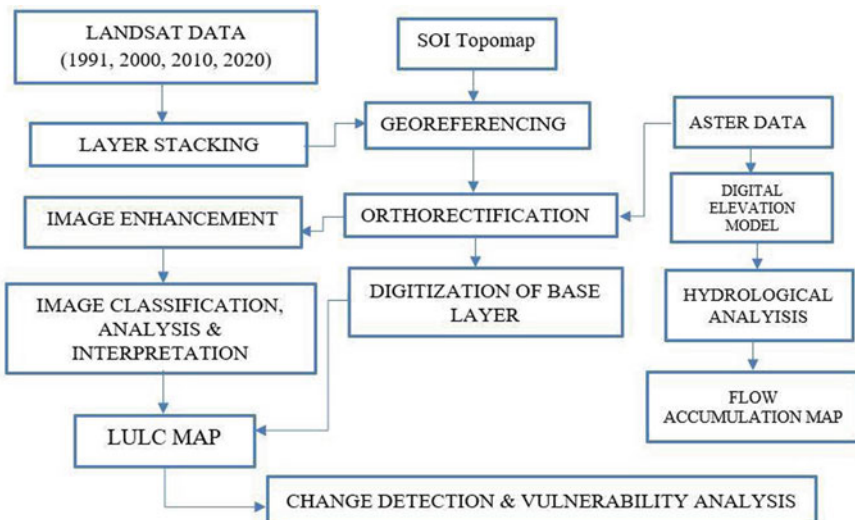 LANDSAT DATA
(1991, 2000, 2010, 2020)
SOI Topomap
LAYER STACKING
GEOREFERENCING
ASTER DATA
IMAGE ENHANCEMENT
ORTHORECTIFICATION
DIGITAL
ELEVATION
MODEL
IMAGE CLASSIFICATION,
ANALYSIS &
INTERPRETATION
DIGITIZATION OF BASE
LAYER
HYDROLOGICAL
ANALYISIS
LULC MAP
FLOW
ACCUMULATION MAP
CHANGE DETECTION & VULNERABILITY ANALYSIS